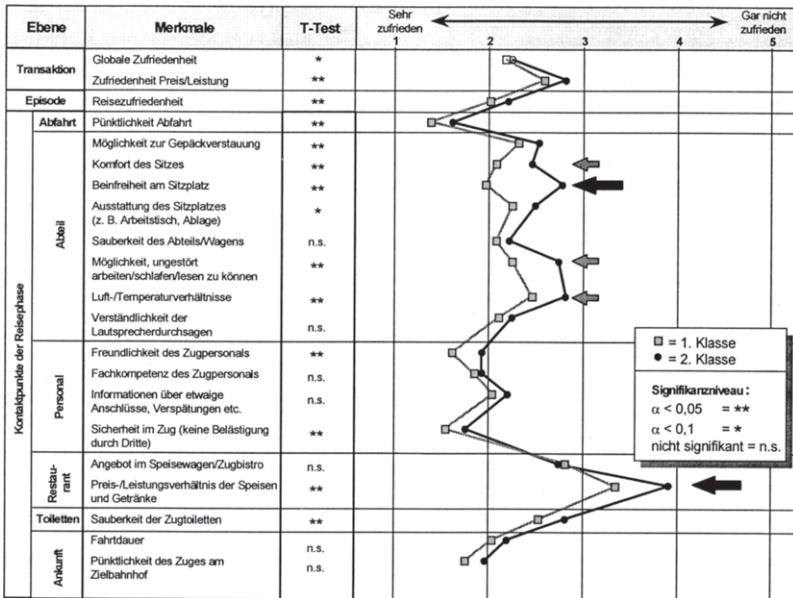 Ebene Merkmale T-Test Sehr zufrieden Gar nicht zufrieden
1 2 3 4 5
Transaktion
Globale Zufriedenheit *
Zufriedenheit Preis/Leistung **
Episode Reisezufriedenheit **
Kontaktpunkte der Reisephase
Abfahrt Pünktlichkeit Abfahrt **
Abteil
Möglichkeit zur Gepäckverstauung **
Komfort des Sitzes **
Beinfreiheit am Sitzplatz **
Ausstattung des Sitzplatzes
(z. B. Arbeitstisch, Ablage) *
Sauberkeit des Abteils/Wagens n.s.
Möglichkeit, ungestört
arbeiten/schlafen/lesen zu können **
Luft-/Temperaturverhältnisse **
Verständlichkeit der
Lautsprecherdurchsagen n.s.
Personal
Freundlichkeit des Zugpersonals **
Fachkompetenz des Zugpersonals n.s.
Informationen über etwaige
Anschlüsse, Verspätungen etc. n.s.
Sicherheit im Zug (keine Belästigung
durch Dritte) **
Restau-
rant
Angebot im Speisewagen/Zugbistro n.s.
Preis-/Leistungsverhältnis der Speisen
und Getränke **
Toiletten Sauberkeit der Zugtoiletten **
Ankunft
Fahrtdauer n.s.
Pünktlichkeit des Zuges am
Zielbahnhof n.s.
= 1. Klasse
= 2. Klasse
Signifikanzniveau :
α < 0,05 = **
α < 0,1 = *
nicht signifikant = n.s.